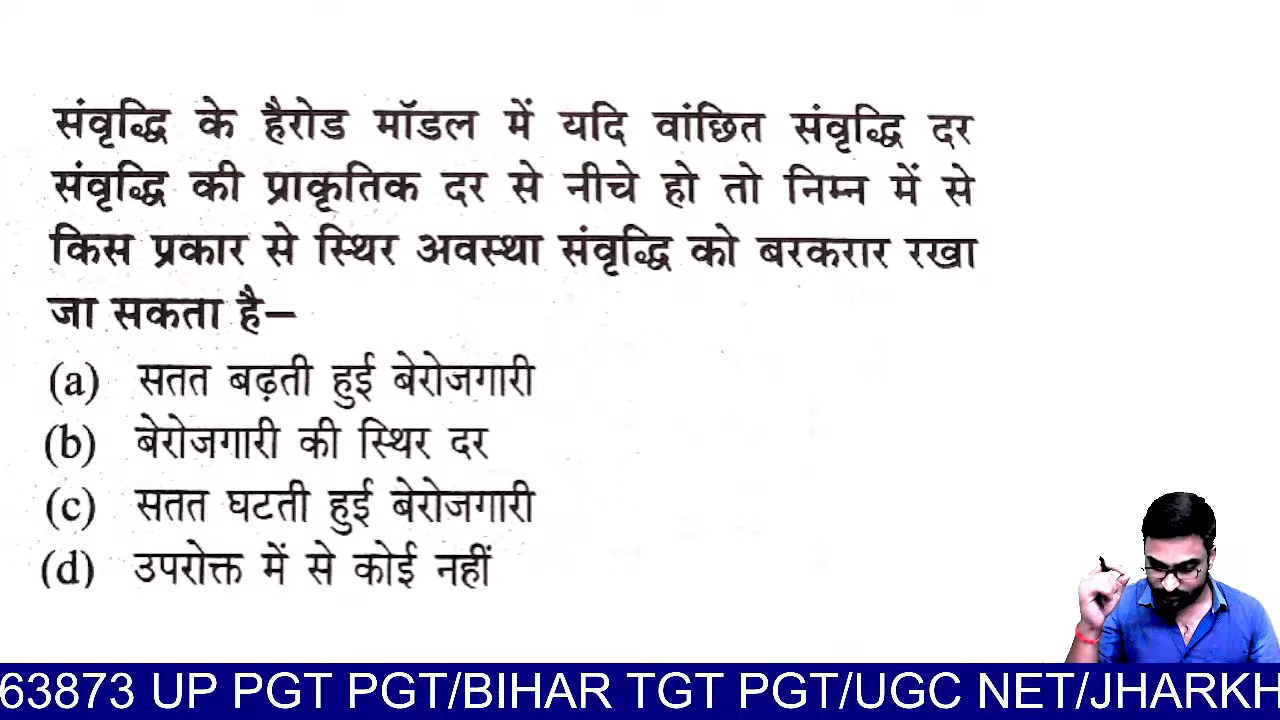 संवृद्धि के हैरोड मॉडल में यदि वांछित संवृद्धि दर
संवृद्धि की प्राकृतिक दर से नीचे हो तो निम्न में से
किस प्रकार से स्थिर अवस्था संवृद्धि को बरकरार रखा
जा सकता है–
(a) सतत बढ़ती हुई बेरोजगारी
(b) बेरोजगारी की स्थिर दर
(c) सतत घटती हुई बेरोजगारी
(d) उपरोक्त में से कोई नहीं
63873 UP PGT PGT/BIHAR TGT PGT/UGC NET/JHARKH